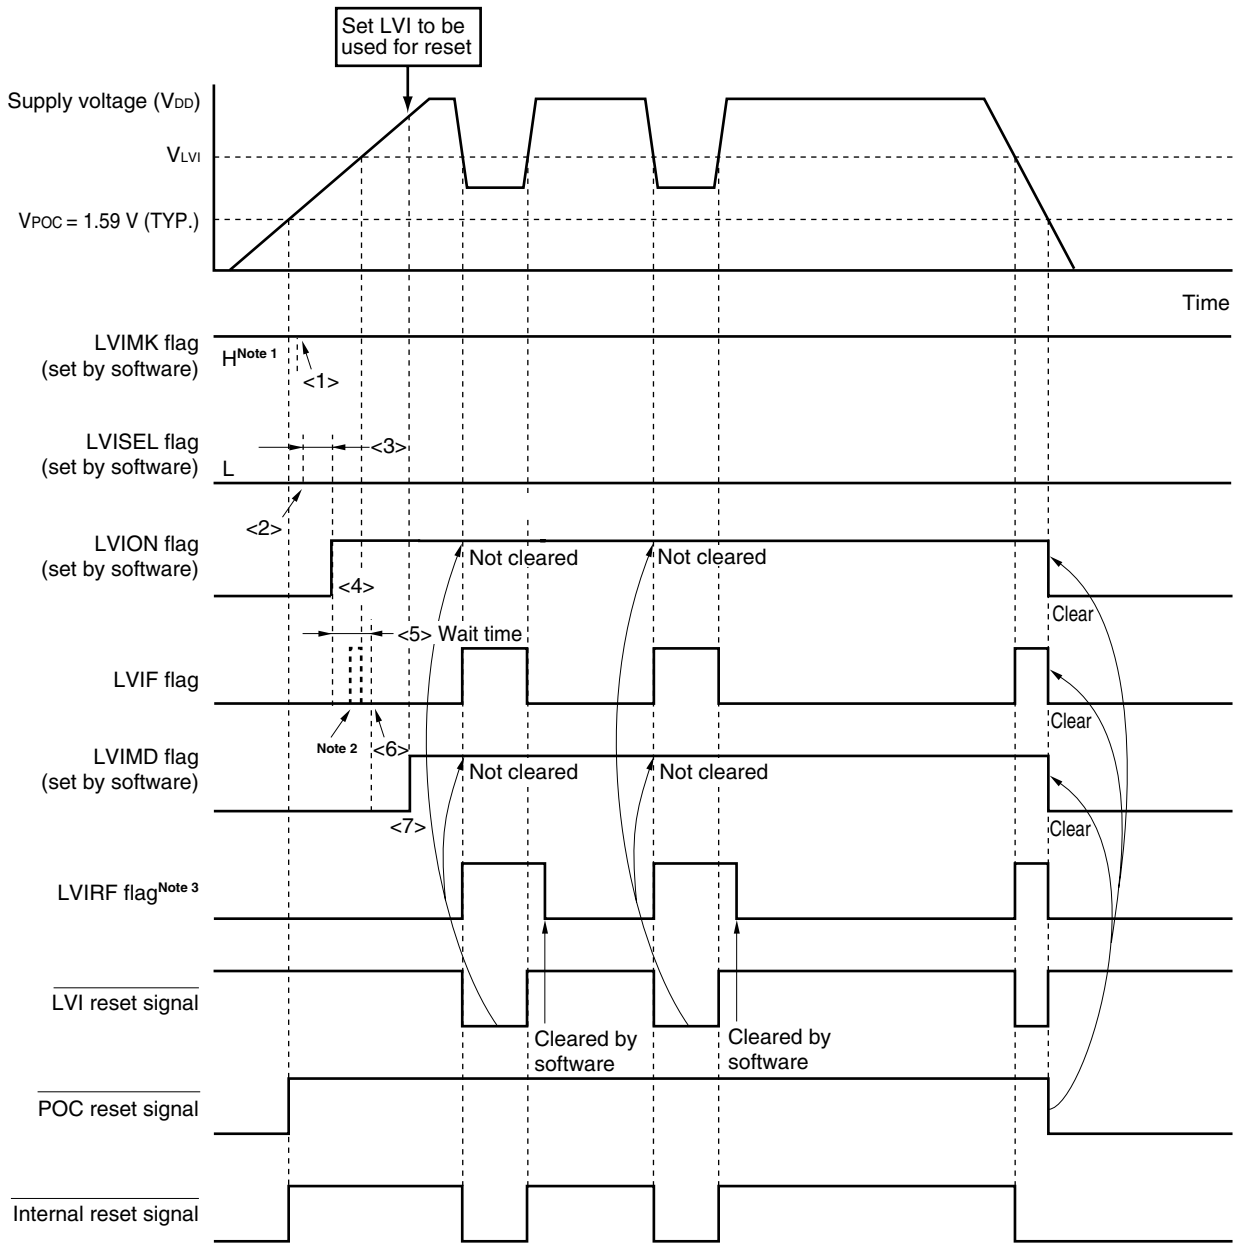 Set LVI to be
used for reset
Supply voltage (VDD)
VLVI
VPOC = 1.59 V (TYP.)
Time
LVIMK flag
(set by software)
HNote 1
<1>
LVISEL flag
(set by software)
<3>
L
<2>
LVION flag
(set by software)
Not cleared
Not cleared
<4>
Clear
<5> Wait time
LVIF flag
Clear
Note 2
<6>
LVIMD flag
(set by software)
Not cleared
Not cleared
<7>
Clear
LVIRF flagNote 3
LVI reset signal
Cleared by
software
Cleared by
software
POC reset signal
Internal reset signal